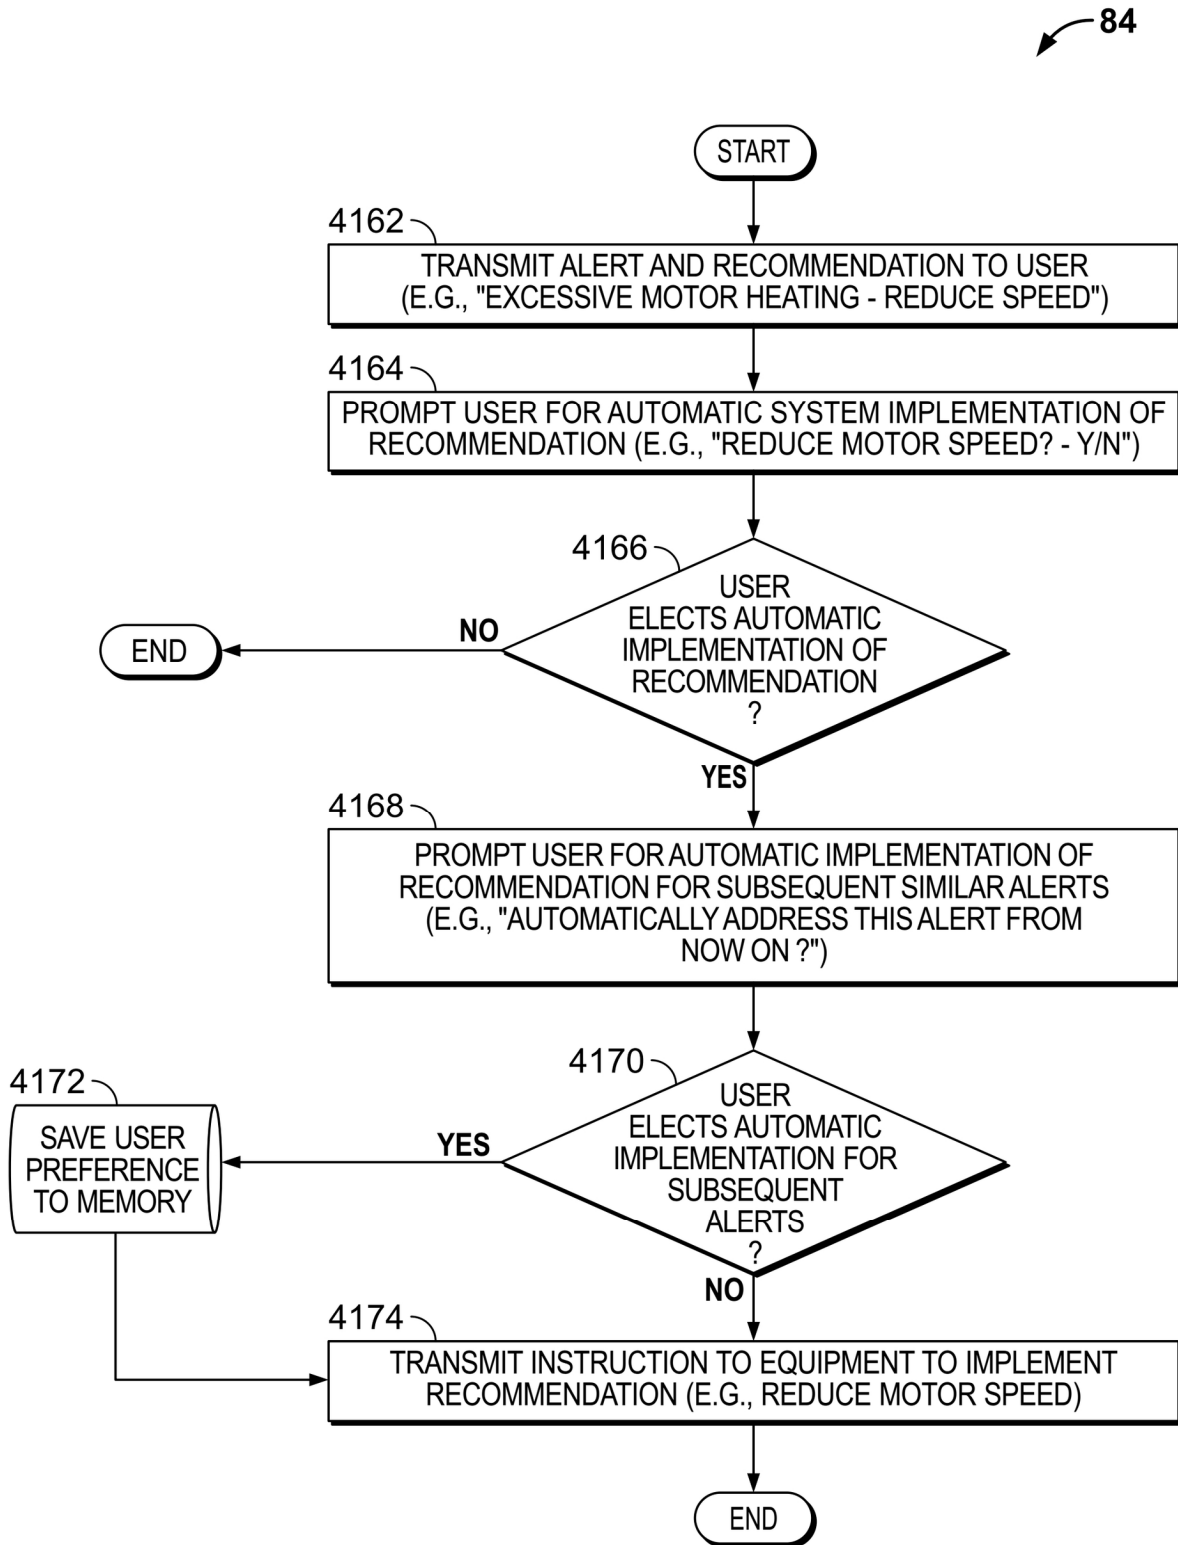 84
START
4162
TRANSMIT ALERT AND RECOMMENDATION TO USER
(E.G., "EXCESSIVE MOTOR HEATING - REDUCE SPEED")
4164
PROMPT USER FOR AUTOMATIC SYSTEM IMPLEMENTATION OF
RECOMMENDATION (E.G., "REDUCE MOTOR SPEED? - Y/N")
4166
USER
ELECTS AUTOMATIC
IMPLEMENTATION OF
RECOMMENDATION
?
NO
END
YES
4168
PROMPT USER FOR AUTOMATIC IMPLEMENTATION OF
RECOMMENDATION FOR SUBSEQUENT SIMILAR ALERTS
(E.G., "AUTOMATICALLY ADDRESS THIS ALERT FROM
NOW ON ?")
4170
USER
ELECTS AUTOMATIC
IMPLEMENTATION FOR
SUBSEQUENT
ALERTS
?
YES
4172
SAVE USER
PREFERENCE
TO MEMORY
NO
4174
TRANSMIT INSTRUCTION TO EQUIPMENT TO IMPLEMENT
RECOMMENDATION (E.G., REDUCE MOTOR SPEED)
END